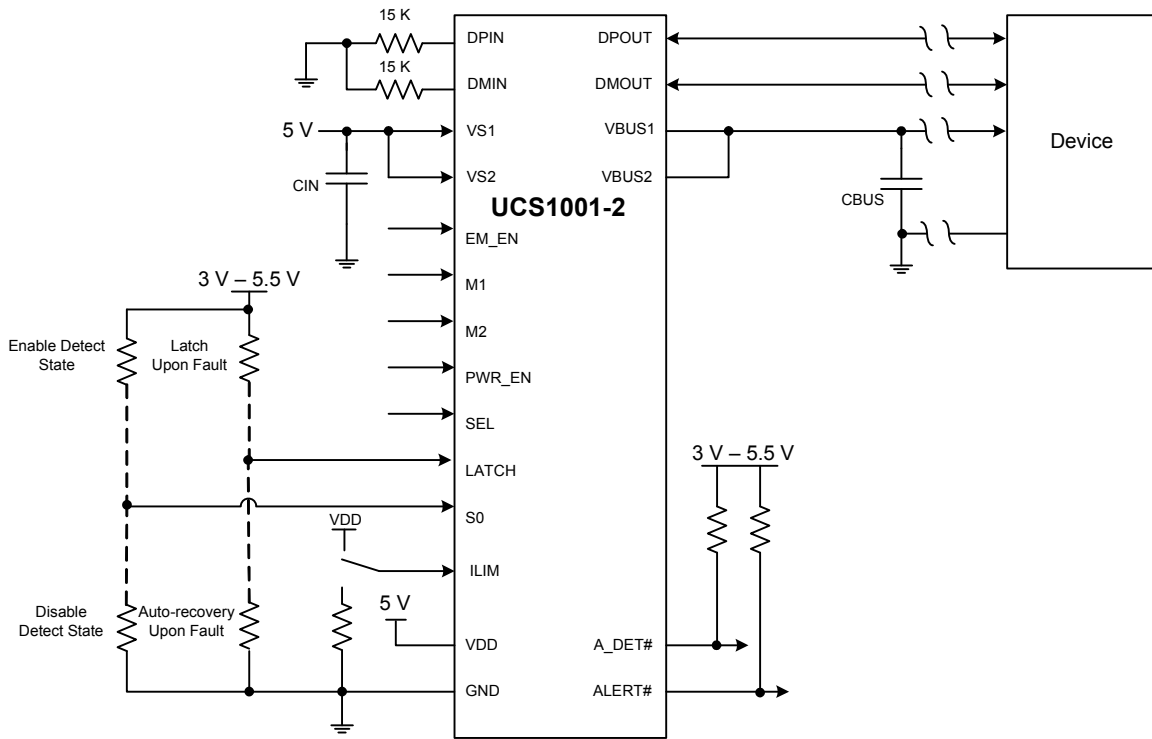 15 K
15 K
5 V
CIN
3 V – 5.5 V
Enable Detect
State
Latch
Upon Fault
Disable
Detect State
Auto-recovery
Upon Fault
VDD
5 V
DPIN
DMIN
VS1
VS2
UCS1001-2
EM_EN
M1
M2
PWR_EN
SEL
LATCH
S0
ILIM
VDD
GND
DPOUT
DMOUT
VBUS1
VBUS2
A_DET#
ALERT#
CBUS
3 V – 5.5 V
Device